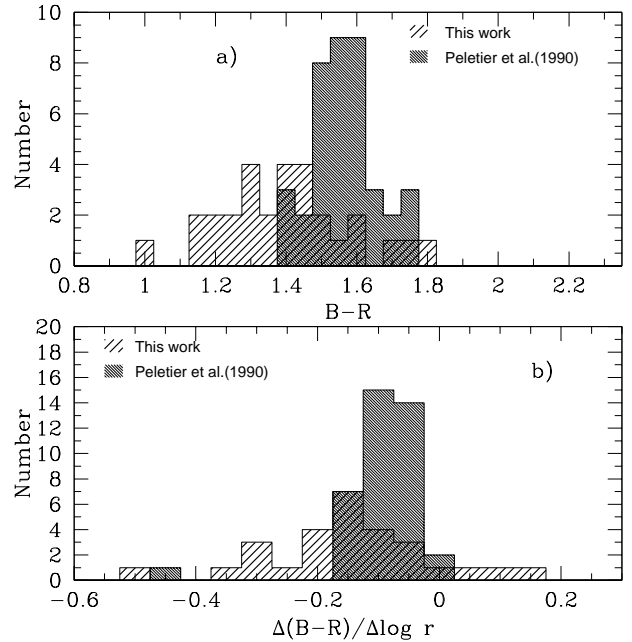 10
8
6
4
2
0
Number
a)
This work
Peletier et al.(1990)
0.8 1 1.2 1.4 1.6 1.8 2 2.2
B-R
20
18
16
14
12
10
8
6
4
2
0
Number
This work
Peletier et al.(1990)
b)
-0.6 -0.4 -0.2 0 0.2
Δ(B-R)/Δlog r